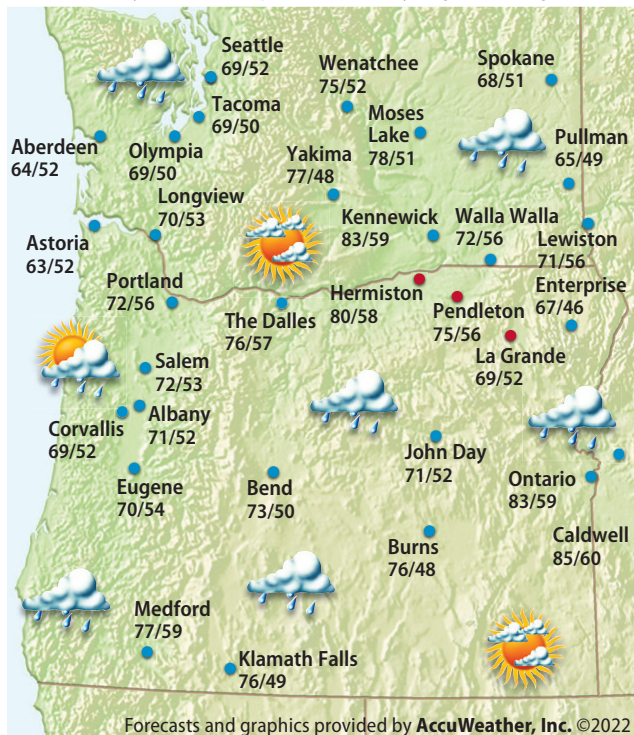 Seattle
69/52
Wenatchee
75/52
Spokane
68/51
Tacoma
69/50
Moses
Lake
78/51
Aberdeen
64/52
Olympia
69/50
Yakima
77/48
Pullman
65/49
Longview
70/53
Kennewick
83/59
Walla Walla
72/56
Lewiston
71/56
Astoria
63/52
Portland
72/56
The Dalles
76/57
Hermiston
80/58
Pendleton
75/56
Enterprise
67/46
La Grande
69/52
Salem
72/53
Albany
71/52
Corvallis
69/52
John Day
71/52
Ontario
83/59
Eugene
70/54
Bend
73/50
Caldwell
85/60
Burns
76/48
Medford
77/59
Klamath Falls
76/49
Forecasts and graphics provided by AccuWeather, Inc. ©2022